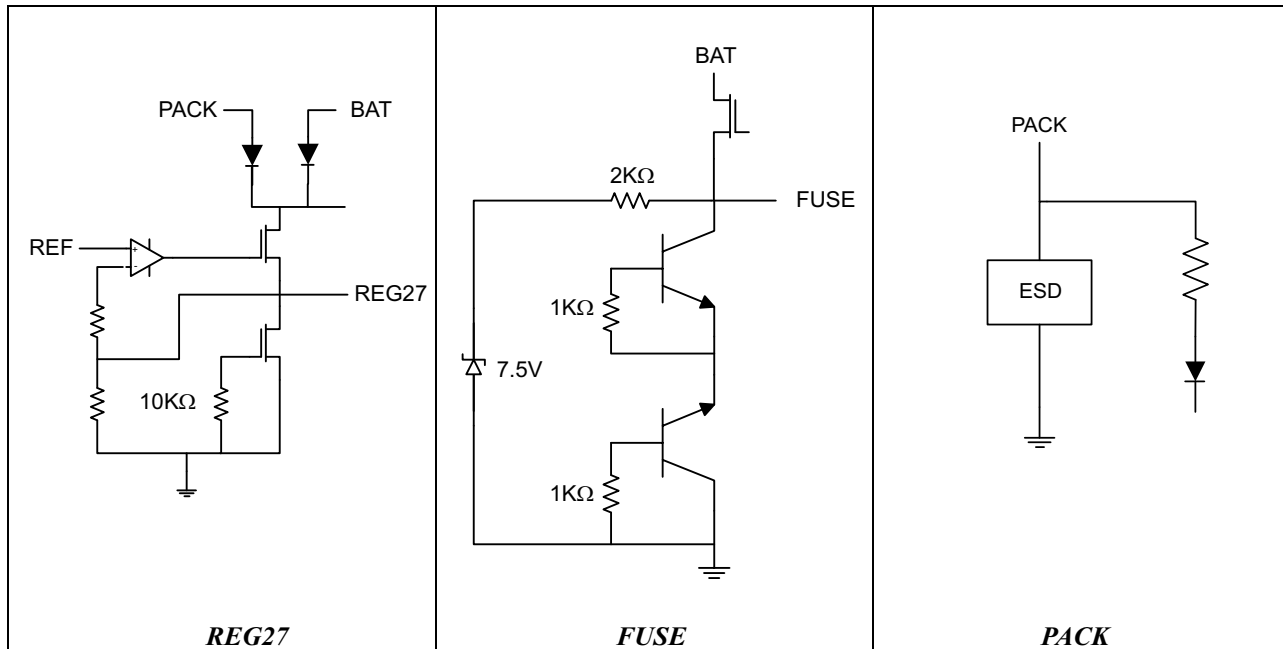 PACK
BAT
REF
+
-
REG27
10KΩ
REG27
BAT
2KΩ
FUSE
1KΩ
7.5V
1KΩ
FUSE
PACK
ESD
PACK